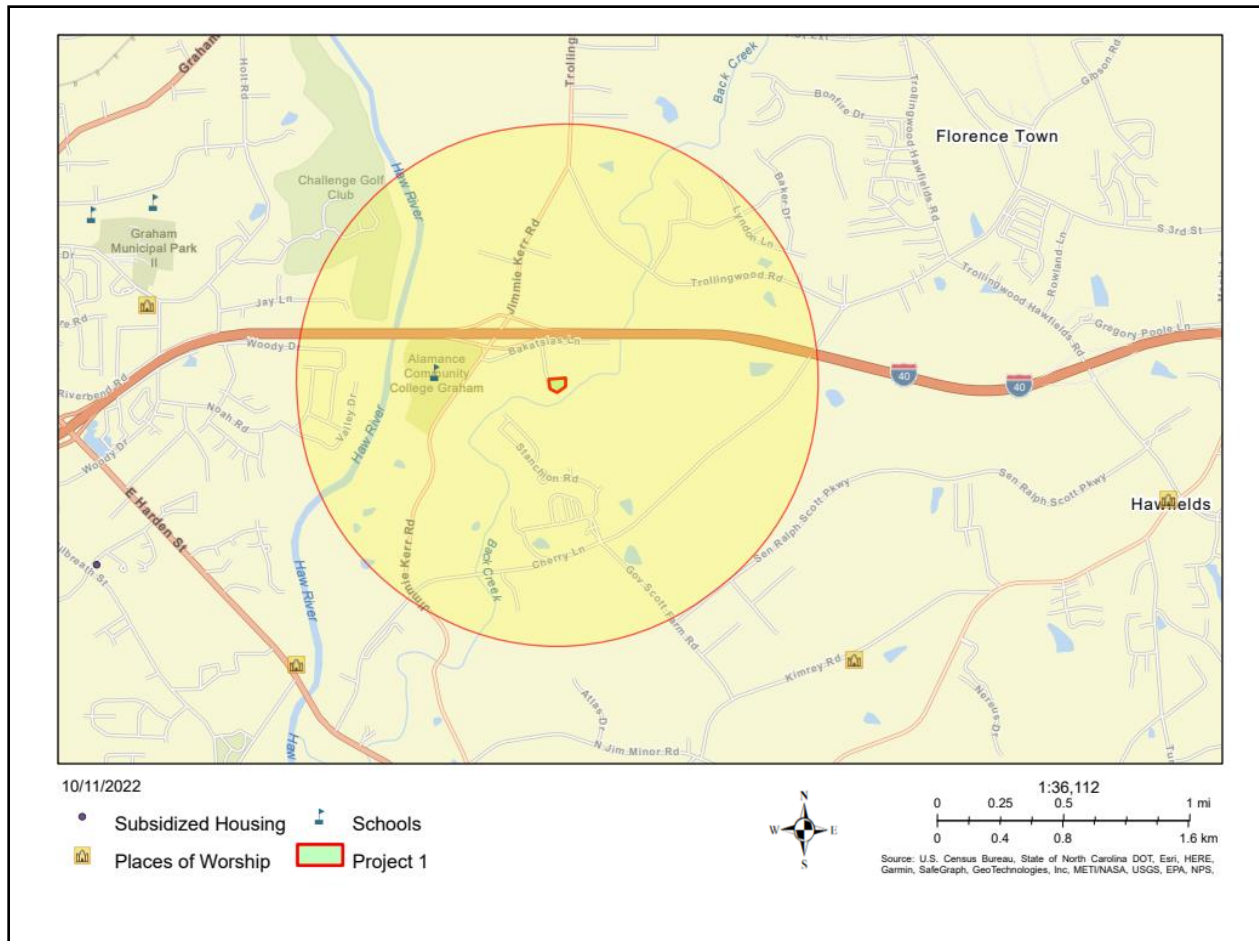 Graham
Holt Rd
Trolling
Back Creek
Bonfire Dr
Gibson Rd
Trollingwood Hawfields Rd
Florence Town
Haw River
Challenge Golf
Club
Baker Dr
Lyndon Ln
Graham
Municipal Park
II
Jimmie Kerr Rd
S 3rd St
Rowland Ln
Trollingwood Rd
Trollingwood Hawfields Rd
Jay Ln
Gregory Poole Ln
Woody Dr
Bakatsias Ln
Alamance
Community
College Graham
40
40
Riverbend Rd
Noah Rd
Valley Dr
Haw River
Woody Dr
Stanchion Rd
E Harden St
Sen Ralph Scott Pkwy
Hawfields
Jimmie Kerr Rd
Back Creek
Cherry Ln
Sen Ralph Scott Pkwy
Gov Scott Farm Rd
Haw River
Kimrey Rd
Atlas Dr
Nereus Dr
N Jim Minor Rd
Haw
10/11/2022
Subsidized Housing
Schools
Places of Worship
Project 1
N
W E
S
1:36,112
0 0.25 0.5 1 mi
0 0.4 0.8 1.6 km
Source: U.S. Census Bureau, State of North Carolina DOT, Esri, HERE,
Garmin, SafeGraph, GeoTechnologies, Inc, METI/NASA, USGS, EPA, NPS,